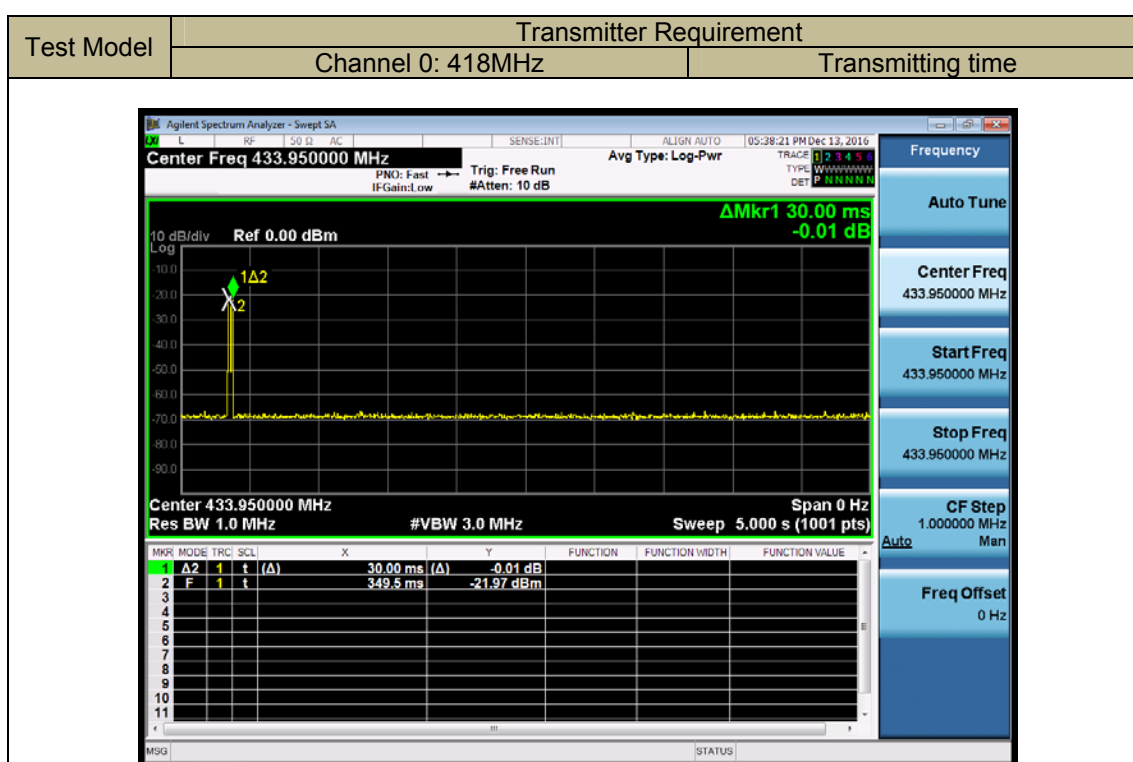 Test Model
Transmitter Requirement
Channel 0: 418MHz
Transmitting time
Agilent Spectrum Analyzer - Swept SA
L RF 50 Ω AC SENSE:INT ALIGN AUTO 05:38:21 PM Dec 13, 2016
Center Freq 433.950000 MHz
PNO: Fast
IFGain:Low
Trig: Free Run
#Atten: 10 dB
Avg Type: Log-Pwr
TRACE 1 2 3 4 5 6
TYPE WWWWWW
DET P N N N N N
ΔMkr1 30.00 ms
-0.01 dB
10 dB/div Ref 0.00 dBm
Log
-10.0
-20.0
-30.0
-40.0
-50.0
-60.0
-70.0
-80.0
-90.0
1Δ2
2
Center 433.950000 MHz Span 0 Hz
Res BW 1.0 MHz #VBW 3.0 MHz Sweep 5.000 s (1001 pts)
MKR MODE TRC SCL X Y FUNCTION FUNCTION WIDTH FUNCTION VALUE
1 Δ2 1 t (Δ) 30.00 ms (Δ) -0.01 dB
2 F 1 t 349.5 ms -21.97 dBm
3
4
5
6
7
8
9
10
11
MSG STATUS
Frequency
Auto Tune
Center Freq
433.950000 MHz
Start Freq
433.950000 MHz
Stop Freq
433.950000 MHz
CF Step
1.000000 MHz
Auto Man
Freq Offset
0 Hz